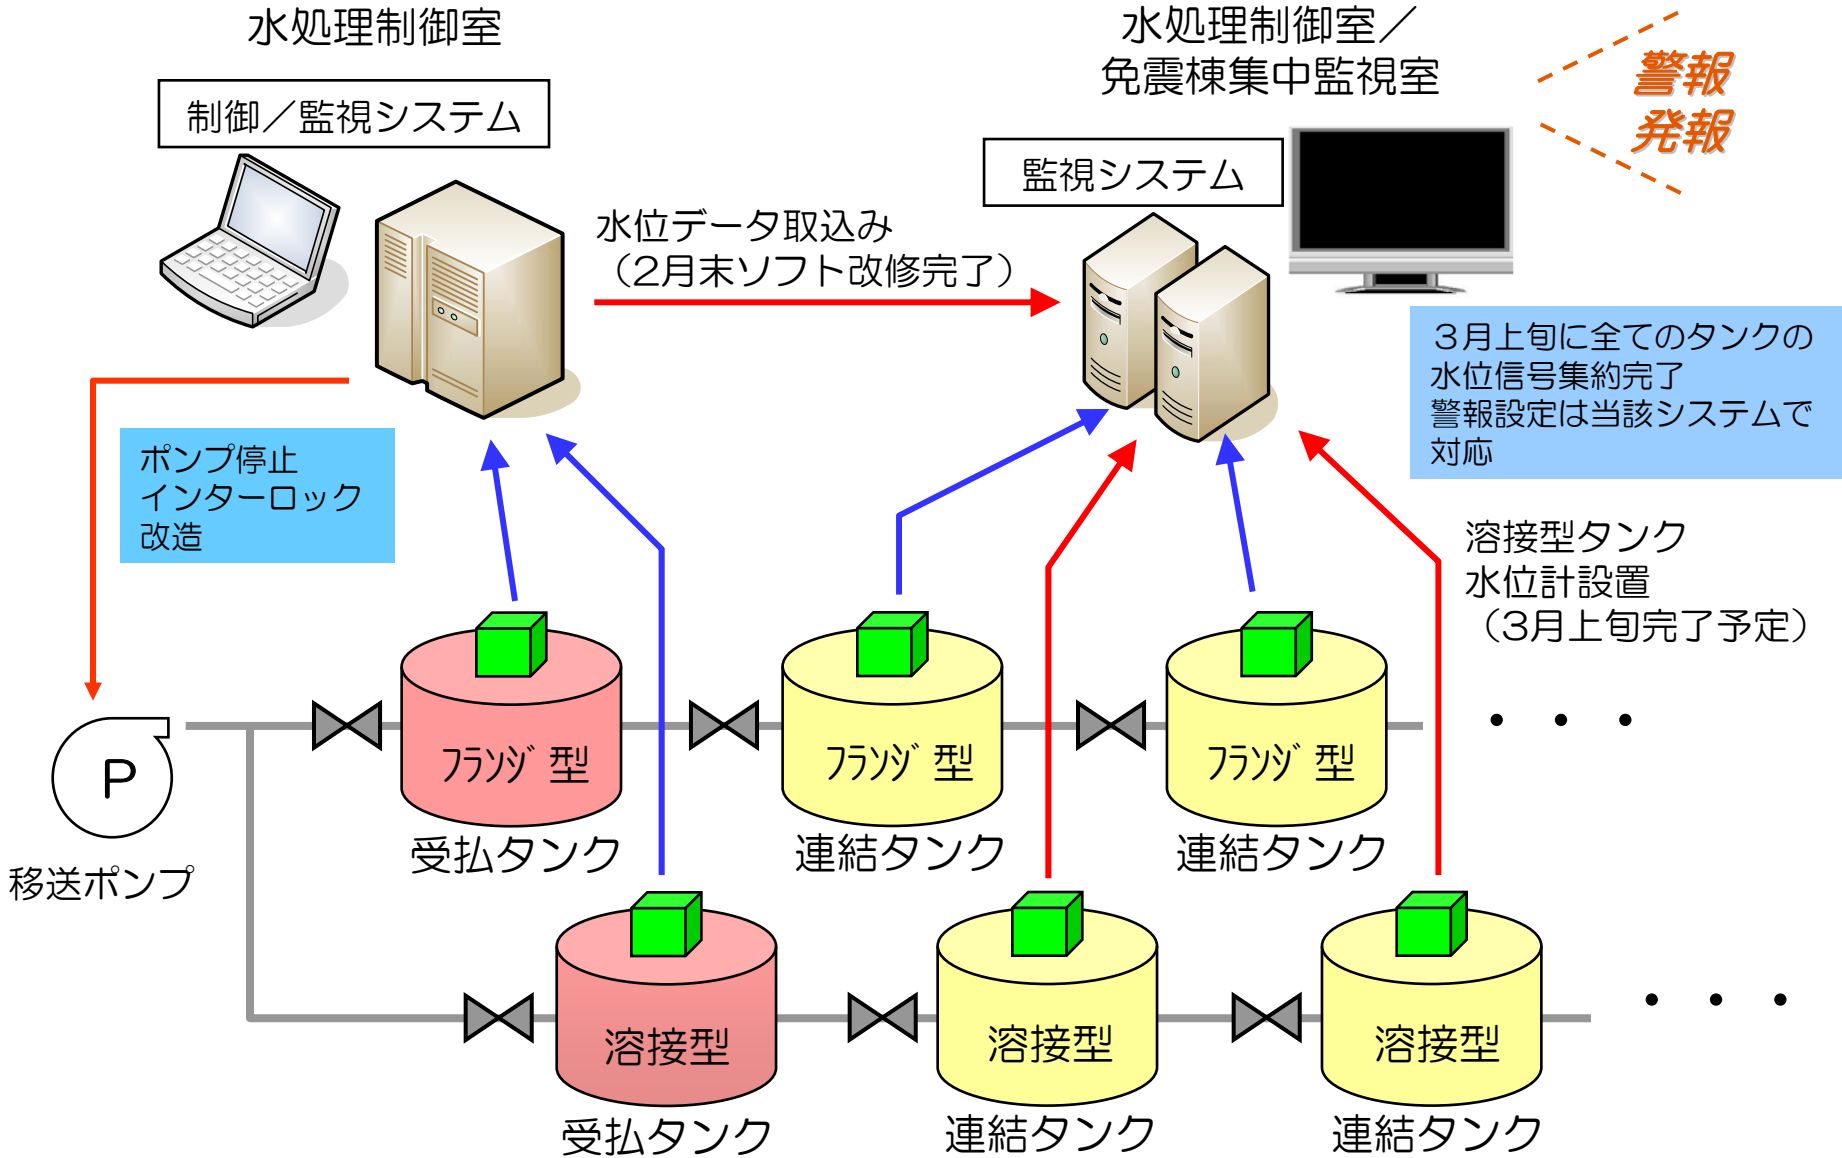 水処理制御室
制御／監視システム
水処理制御室／
免震棟集中監視室
監視システム
警報
発報
水位データ取込み
（2月末ソフト改修完了）
３月上旬に全てのタンクの
水位信号集約完了
警報設定は当該システムで
対応
ポンプ停止
インターロック
改造
溶接型タンク
水位計設置
（3月上旬完了予定）
P
移送ポンプ
ﾌﾗﾝｼﾞ型
受払タンク
ﾌﾗﾝｼﾞ型
連結タンク
ﾌﾗﾝｼﾞ型
連結タンク
・・・
溶接型
受払タンク
溶接型
連結タンク
溶接型
連結タンク
・・・